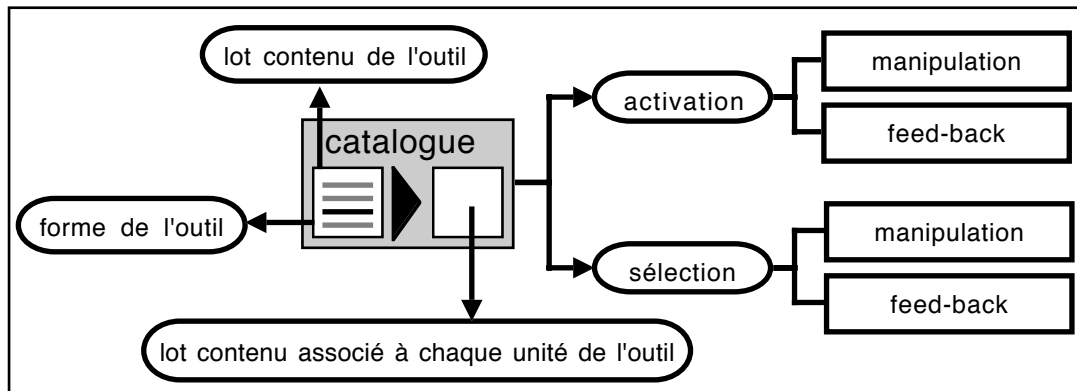 lot contenu de l'outil
manipulation
activation
feed-back
catalogue
forme de l'outil
manipulation
sélection
feed-back
lot contenu associé à chaque unité de l'outil